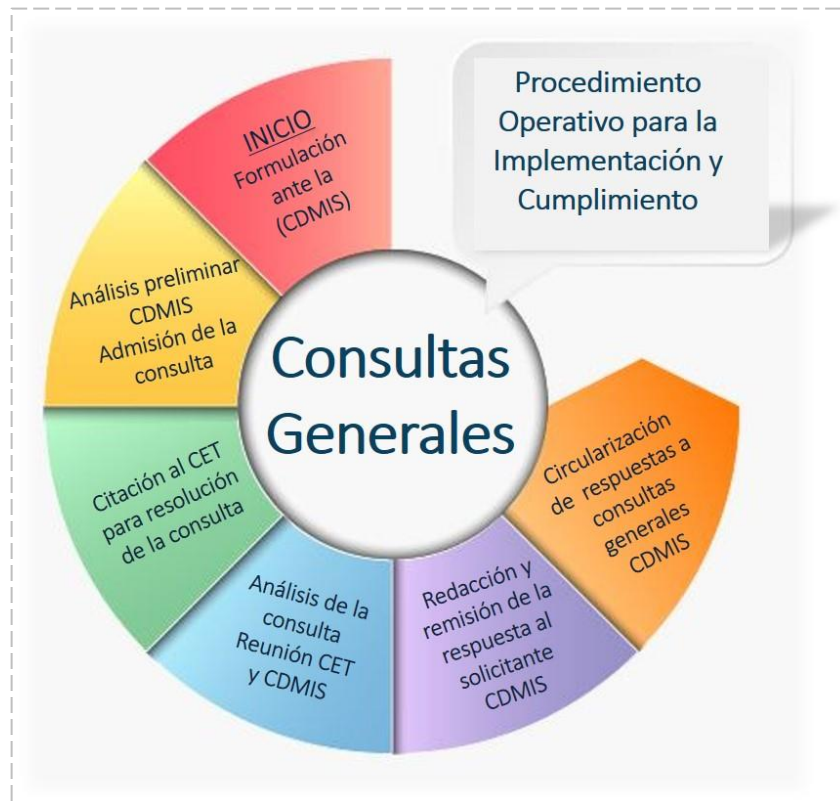 Procedimiento
Operativo para la
Implementación y
Cumplimiento
Consultas
Generales
INICIO
Formulación
ante la
(CDMIS)
Análisis preliminar
CDMIS
Admisión de la
consulta
Citación al CET
para resolución
de la consulta
Análisis de la
consulta
Reunión CET
y CDMIS
Redacción y
remisión de la
respuesta al
solicitante
CDMIS
Circularización
de respuestas a
consultas
generales
CDMIS